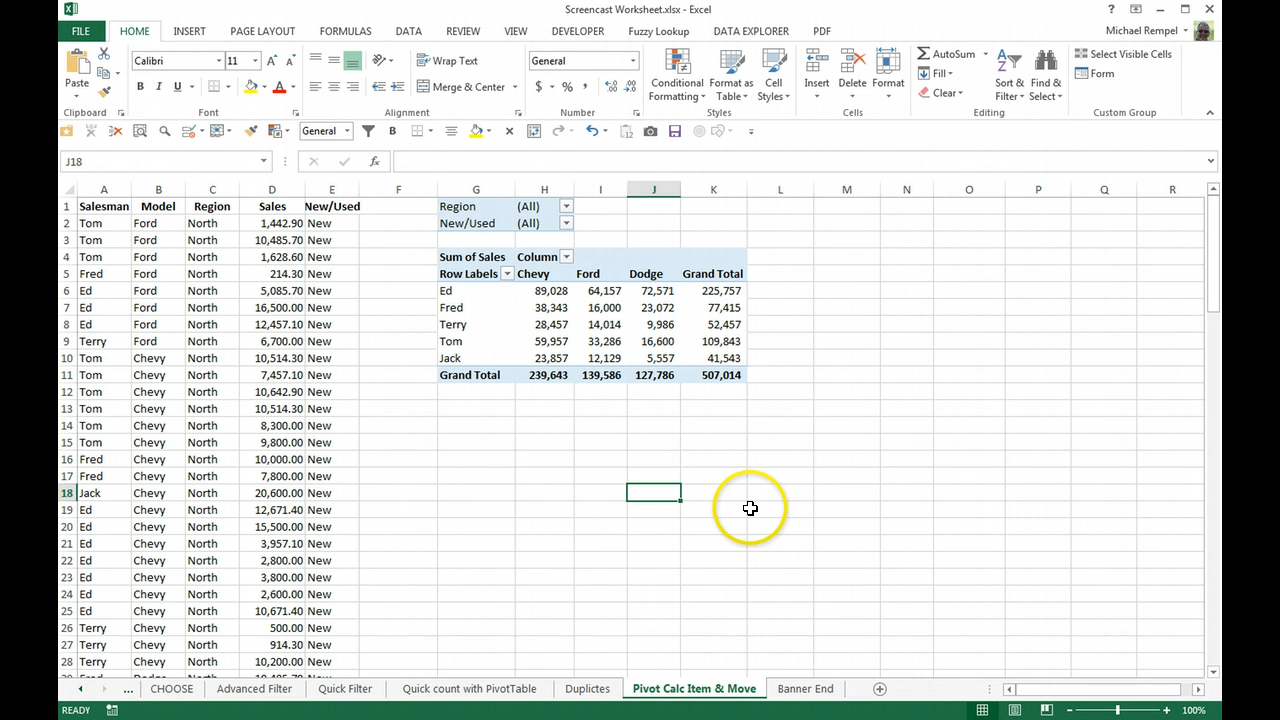 Screencast Worksheet.xlsx - Excel
FILE HOME INSERT PAGE LAYOUT FORMULAS DATA REVIEW VIEW DEVELOPER Fuzzy Lookup DATA EXPLORER PDF Michael Rempel
Calibri 11 Wrap Text General Conditional Formatting Format as Table Cell Styles Insert Delete Format AutoSum Fill Clear Sort & Filter Find & Select Select Visible Cells Form
Paste B I U Merge & Center $ % ,
Clipboard Font Alignment Number Styles Cells Editing Custom Group
General B
J18 fx
A B C D E F G H I J K L M N O P Q R
1 Salesman Model Region Sales New/Used Region (All)
2 Tom Ford North 1,442.90 New New/Used (All)
3 Tom Ford North 10,485.70 New
4 Tom Ford North 1,628.60 New Sum of Sales Column
5 Fred Ford North 214.30 New Row Labels Chevy Ford Dodge Grand Total
6 Ed Ford North 5,085.70 New Ed 89,028 64,157 72,571 225,757
7 Ed Ford North 16,500.00 New Fred 38,343 16,000 23,072 77,415
8 Ed Ford North 12,457.10 New Terry 28,457 14,014 9,986 52,457
9 Terry Ford North 6,700.00 New Tom 59,957 33,286 16,600 109,843
10 Tom Chevy North 10,514.30 New Jack 23,857 12,129 5,557 41,543
11 Tom Chevy North 7,457.10 New Grand Total 239,643 139,586 127,786 507,014
12 Tom Chevy North 10,642.90 New
13 Tom Chevy North 10,514.30 New
14 Tom Chevy North 8,300.00 New
15 Tom Chevy North 9,800.00 New
16 Fred Chevy North 10,000.00 New
17 Fred Chevy North 7,800.00 New
18 Jack Chevy North 20,600.00 New
19 Ed Chevy North 12,671.40 New
20 Ed Chevy North 15,500.00 New
21 Ed Chevy North 3,957.10 New
22 Ed Chevy North 2,800.00 New
23 Ed Chevy North 3,800.00 New
24 Ed Chevy North 2,600.00 New
25 Ed Chevy North 10,671.40 New
26 Terry Chevy North 500.00 New
27 Terry Chevy North 914.30 New
28 Terry Chevy North 10,200.00 New
... CHOOSE Advanced Filter Quick Filter Quick count with PivotTable Duplictes Pivot Calc Item & Move Banner End
READY 100%